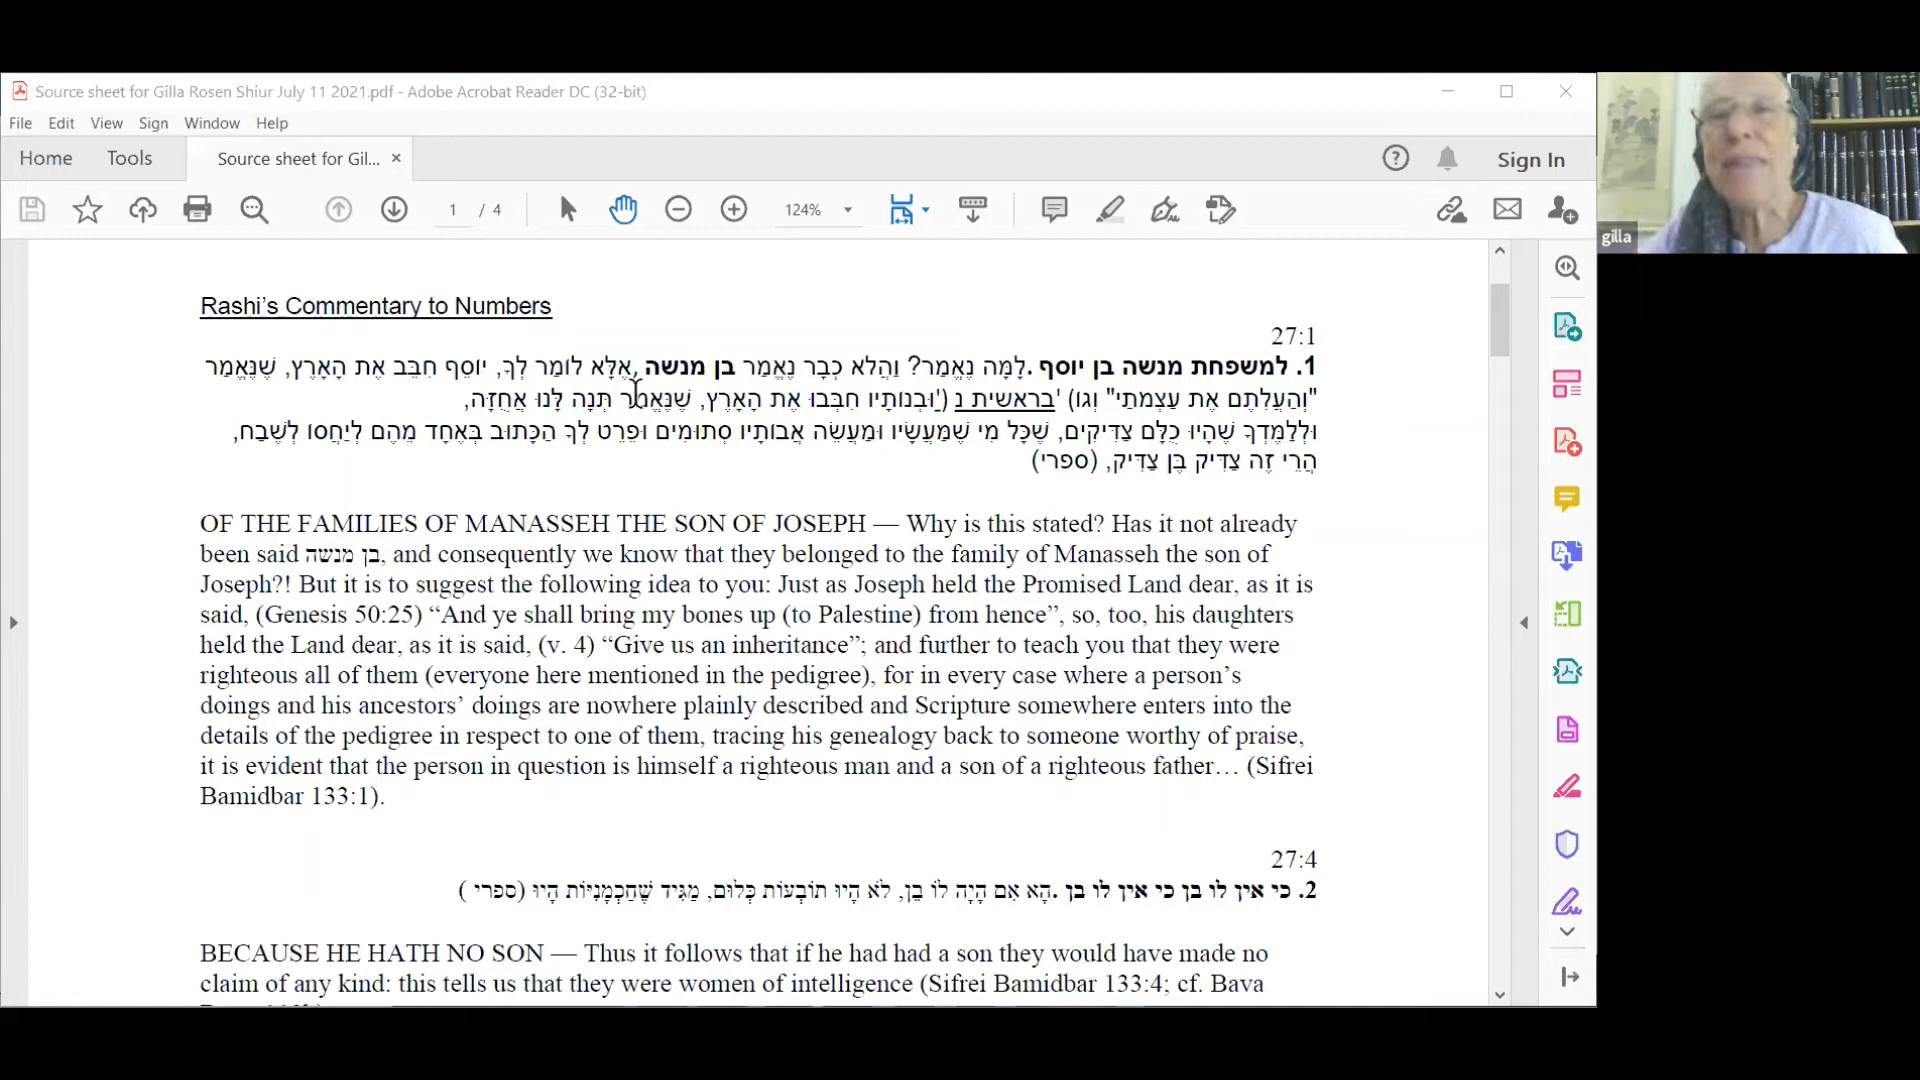 Source sheet for Gilla Rosen Shiur July 11 2021.pdf - Adobe Acrobat Reader DC (32-bit)
File Edit View Sign Window Help
Home Tools Source sheet for Gil... × Sign In
1 / 4 124%
gilla
Rashi’s Commentary to Numbers
27:1
1. למשפחת מנשה בן יוסף .לָמָּה נֶאֱמַר? וַהֲלֹא כְבָר נֶאֱמַר בן מנשה ,אֶלָּא לוֹמַר לְךָ, יוֹסֵף חִבֵּב אֶת הָאָרֶץ, שֶׁנֶּאֱמַר
"וְהַעֲלִתֶם אֶת עַצְמֹתַי" וְגוֹ) 'בראשית נ ('וּבְנוֹתָיו חִבְּבוּ אֶת הָאָרֶץ, שֶׁנֶּאֱמַר תְּנָה לָּנוּ אֲחֻזָּה,
וּלְלַמֶּדְךָ שֶׁהָיוּ כֻלָּם צַדִּיקִים, שֶׁכָּל מִי שֶׁמַּעֲשָׂיו וּמַעֲשֵׂה אֲבוֹתָיו סְתוּמִים וּפֵרֵט לְךָ הַכָּתוּב בְּאֶחָד מֵהֶם לְיַחֲסוֹ לְשֶׁבַח,
הֲרֵי זֶה צַדִּיק בֶּן צַדִּיק, (ספרי)
OF THE FAMILIES OF MANASSEH THE SON OF JOSEPH — Why is this stated? Has it not already
been said בן מנשה, and consequently we know that they belonged to the family of Manasseh the son of
Joseph?! But it is to suggest the following idea to you: Just as Joseph held the Promised Land dear, as it is
said, (Genesis 50:25) “And ye shall bring my bones up (to Palestine) from hence”, so, too, his daughters
held the Land dear, as it is said, (v. 4) “Give us an inheritance”; and further to teach you that they were
righteous all of them (everyone here mentioned in the pedigree), for in every case where a person’s
doings and his ancestors’ doings are nowhere plainly described and Scripture somewhere enters into the
details of the pedigree in respect to one of them, tracing his genealogy back to someone worthy of praise,
it is evident that the person in question is himself a righteous man and a son of a righteous father… (Sifrei
Bamidbar 133:1).
27:4
2. כי אין לו בן כי אין לו בן .הָא אִם הָיָה לוֹ בֵּן, לֹא הָיוּ תוֹבְעוֹת כְּלוּם, מַגִּיד שֶׁחַכְמָנִיּוֹת הָיוּ (ספרי )
BECAUSE HE HATH NO SON — Thus it follows that if he had had a son they would have made no
claim of any kind: this tells us that they were women of intelligence (Sifrei Bamidbar 133:4; cf. Bava